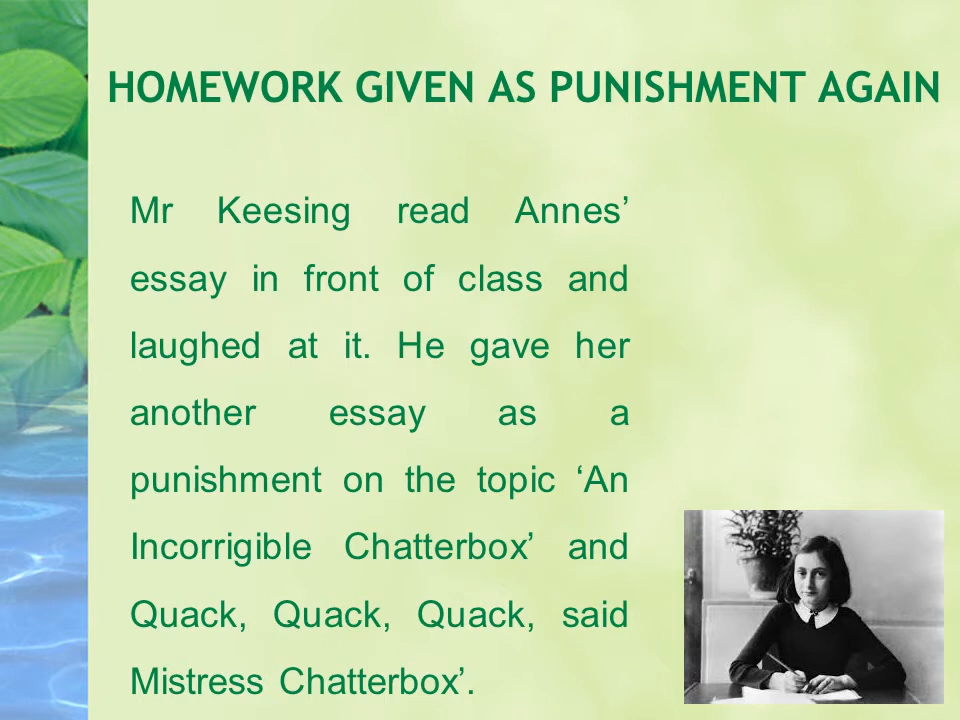 HOMEWORK GIVEN AS PUNISHMENT AGAIN
Mr Keesing read Annes’
essay in front of class and
laughed at it. He gave her
another essay as a
punishment on the topic ‘An
Incorrigible Chatterbox’ and
Quack, Quack, Quack, said
Mistress Chatterbox’.